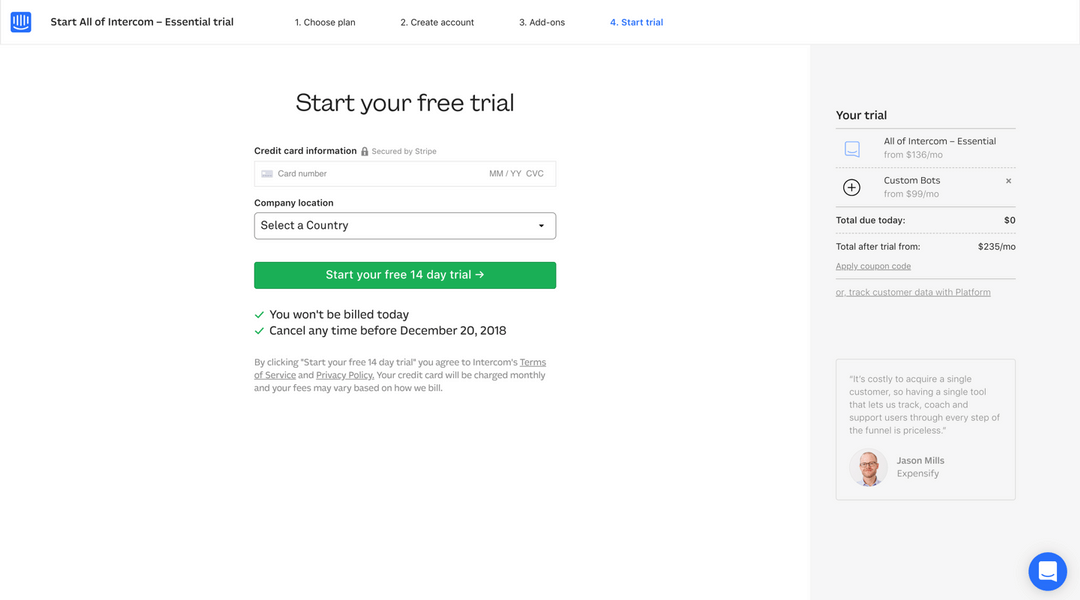 Start All of Intercom – Essential trial
1. Choose plan
2. Create account
3. Add-ons
4. Start trial
Start your free trial
Credit card information Secured by Stripe
Card number MM / YY CVC
Company location
Select a Country
Start your free 14 day trial →
You won't be billed today
Cancel any time before December 20, 2018
By clicking "Start your free 14 day trial" you agree to Intercom's Terms
of Service and Privacy Policy. Your credit card will be charged monthly
and your fees may vary based on how we bill.
Your trial
All of Intercom – Essential
from $136/mo
Custom Bots ×
from $99/mo
Total due today: $0
Total after trial from: $235/mo
Apply coupon code
or, track customer data with Platform
"It's costly to acquire a single
customer, so having a single tool
that lets us track, coach and
support users through every step of
the funnel is priceless."
Jason Mills
Expensify